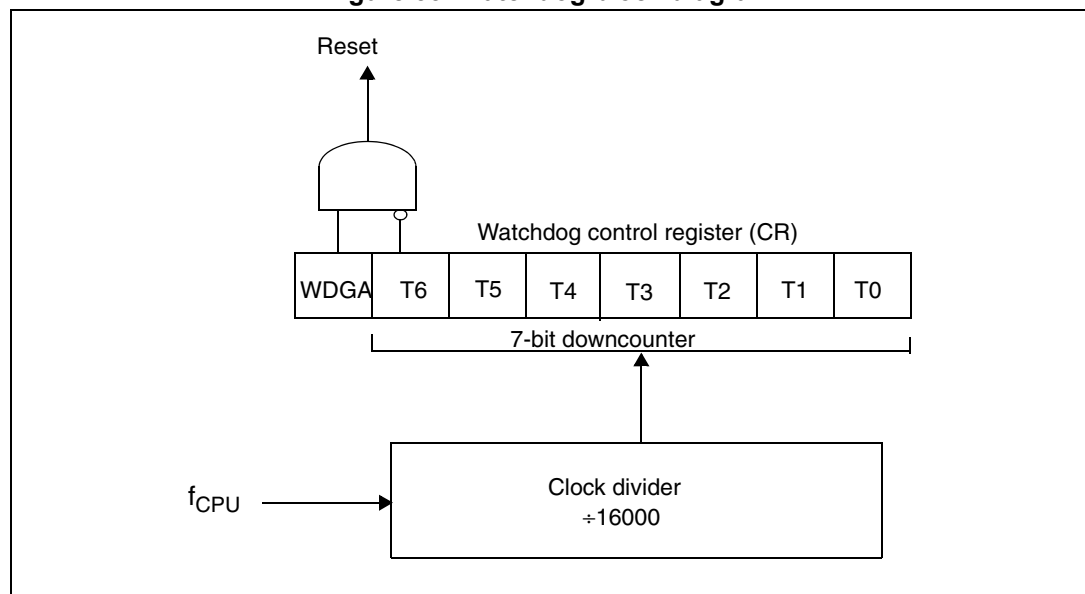 Reset
Watchdog control register (CR)
WDGA T6 T5 T4 T3 T2 T1 T0
7-bit downcounter
fCPU
Clock divider
÷16000